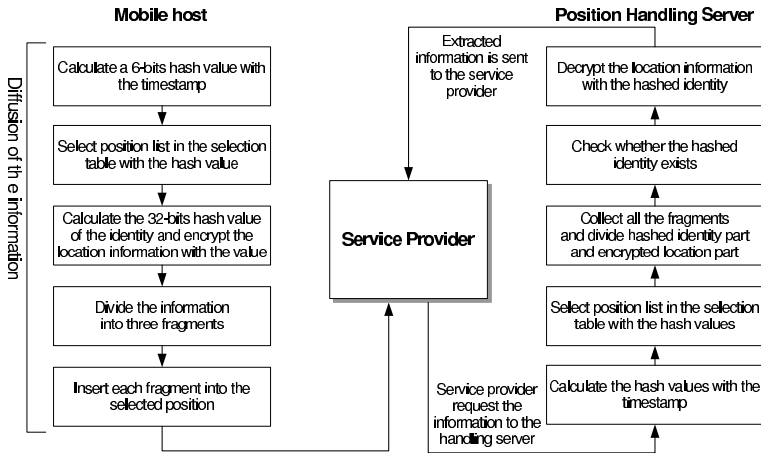 Mobile host
Position Handling Server
Diffusion of th e information
Calculate a 6-bits hash value with
the timestamp
Select position list in the selection
table with the hash value
Calculate the 32-bits hash value
of the identity and encrypt the
location information with the value
Divide the information
into three fragments
Insert each fragment into the
selected position
Extracted
information is sent
to the service
provider
Service Provider
Service provider
request the
information to the
handling server
Decrypt the location information
with the hashed identity
Check whether the hashed
identity exists
Collect all the fragments
and divide hashed identity part
and encrypted location part
Select position list in the selection
table with the hash values
Calculate the hash values with the
timestamp